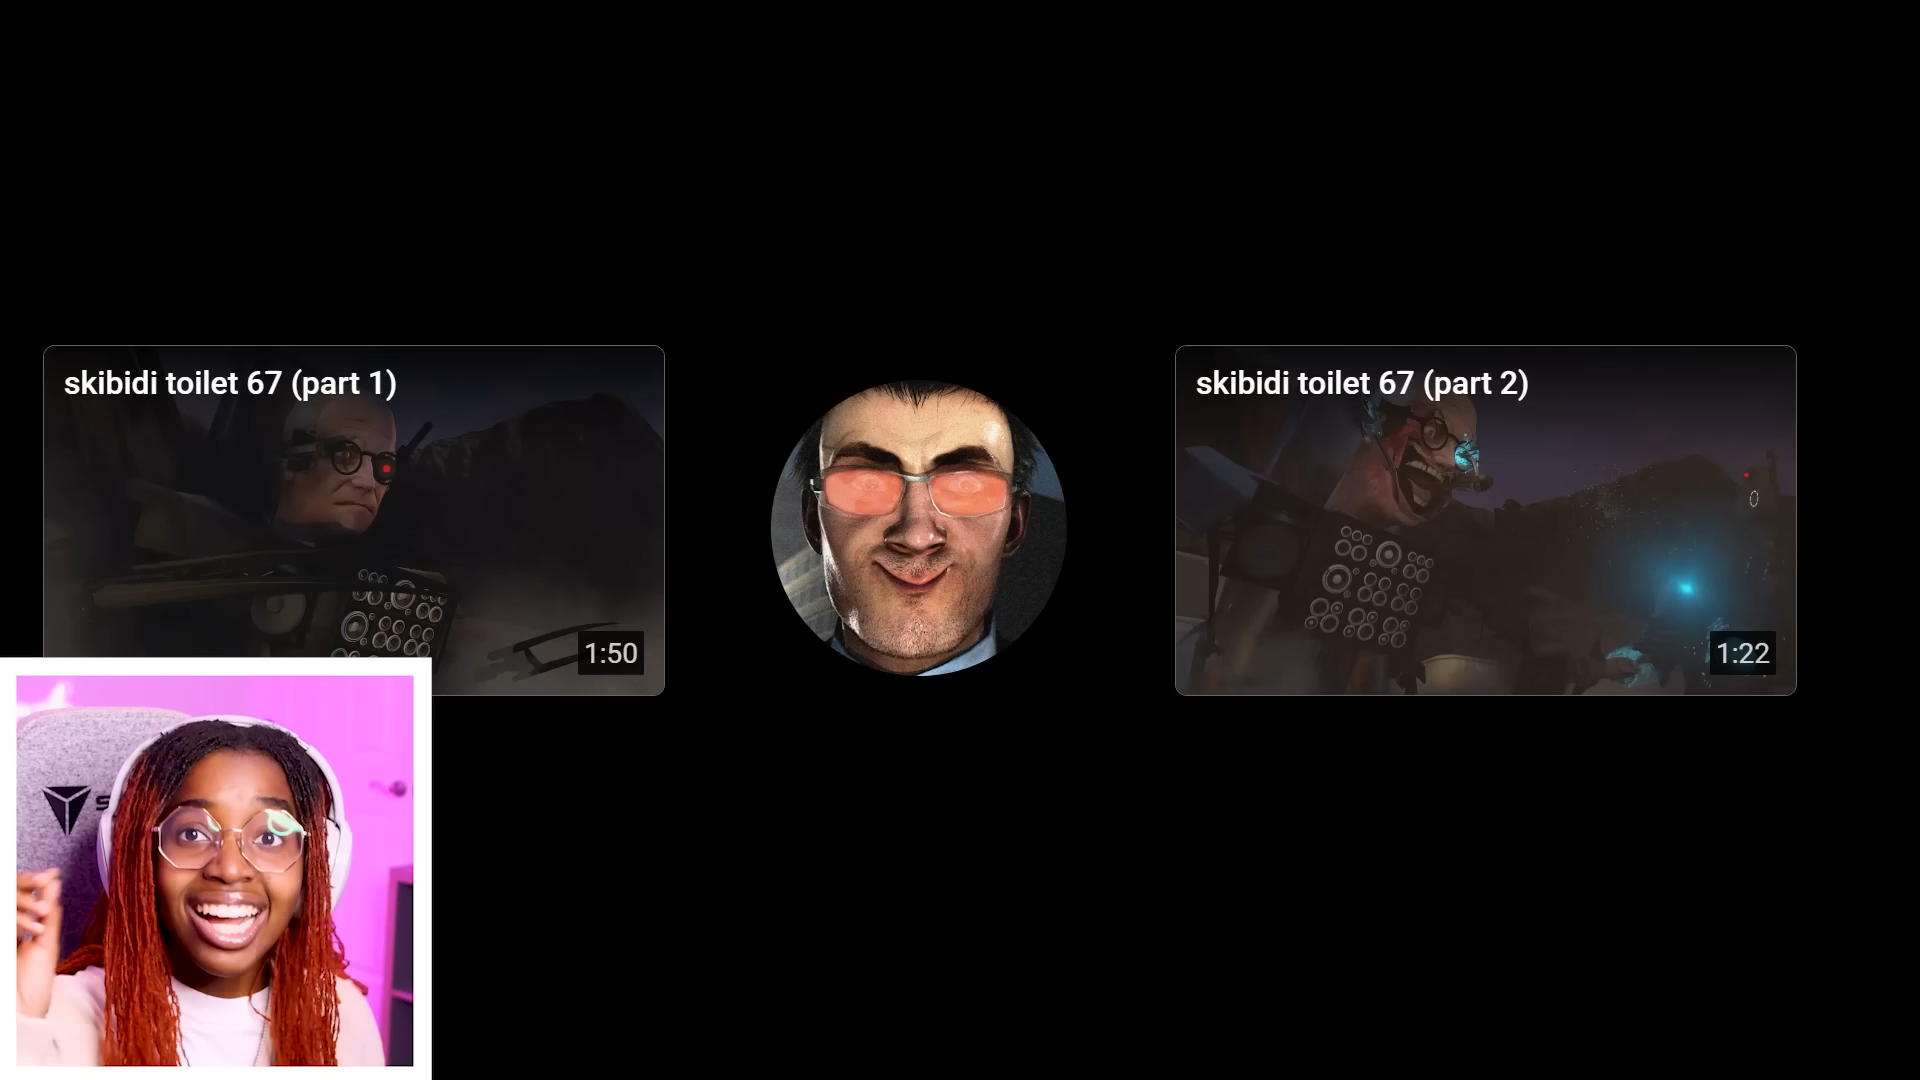 skibidi toilet 67 (part 1)
1:50
skibidi toilet 67 (part 2)
1:22
S